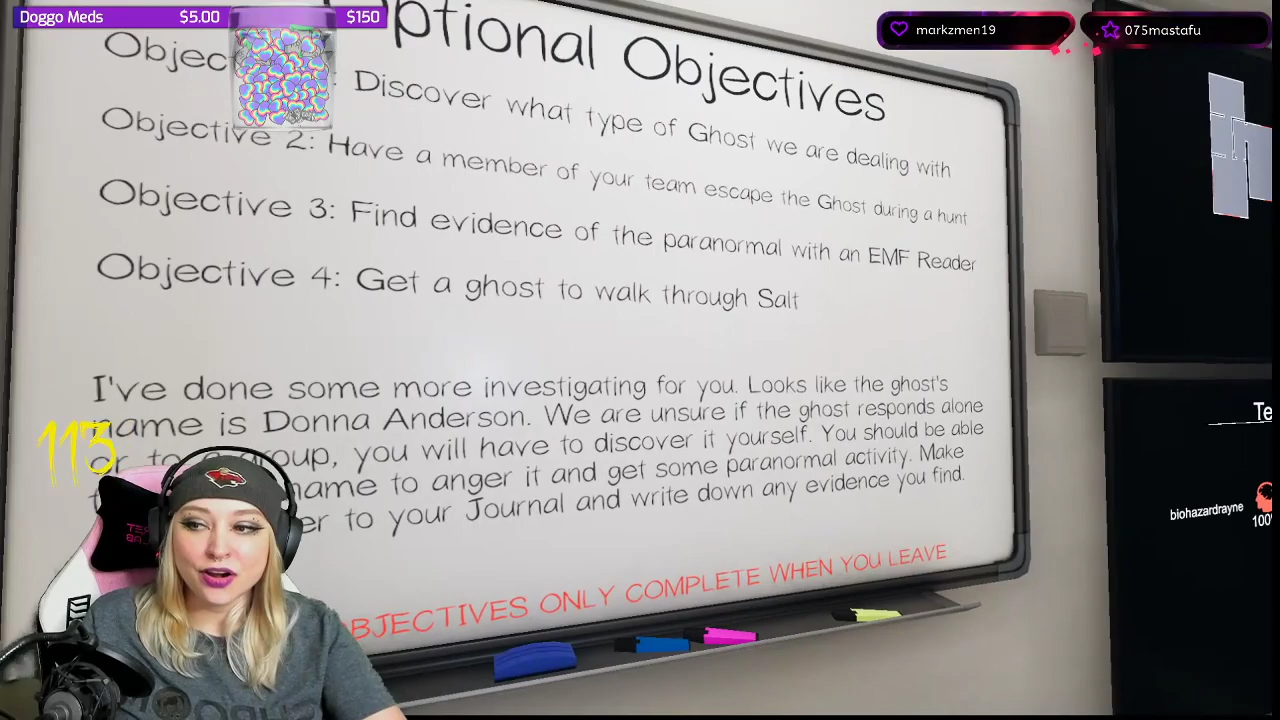 Doggo Meds $5.00 $150
markzmen19
075mastafu
ptional Objectives
Objec : Discover what type of Ghost we are dealing with
Objective 2: Have a member of your team escape the Ghost during a hunt
Objective 3: Find evidence of the paranormal with an EMF Reader
Objective 4: Get a ghost to walk through Salt
I've done some more investigating for you. Looks like the ghost's
name is Donna Anderson. We are unsure if the ghost responds alone
or to a group, you will have to discover it yourself. You should be able
name to anger it and get some paranormal activity. Make
er to your Journal and write down any evidence you find.
BJECTIVES ONLY COMPLETE WHEN YOU LEAVE
113
Te
biohazardrayne 100